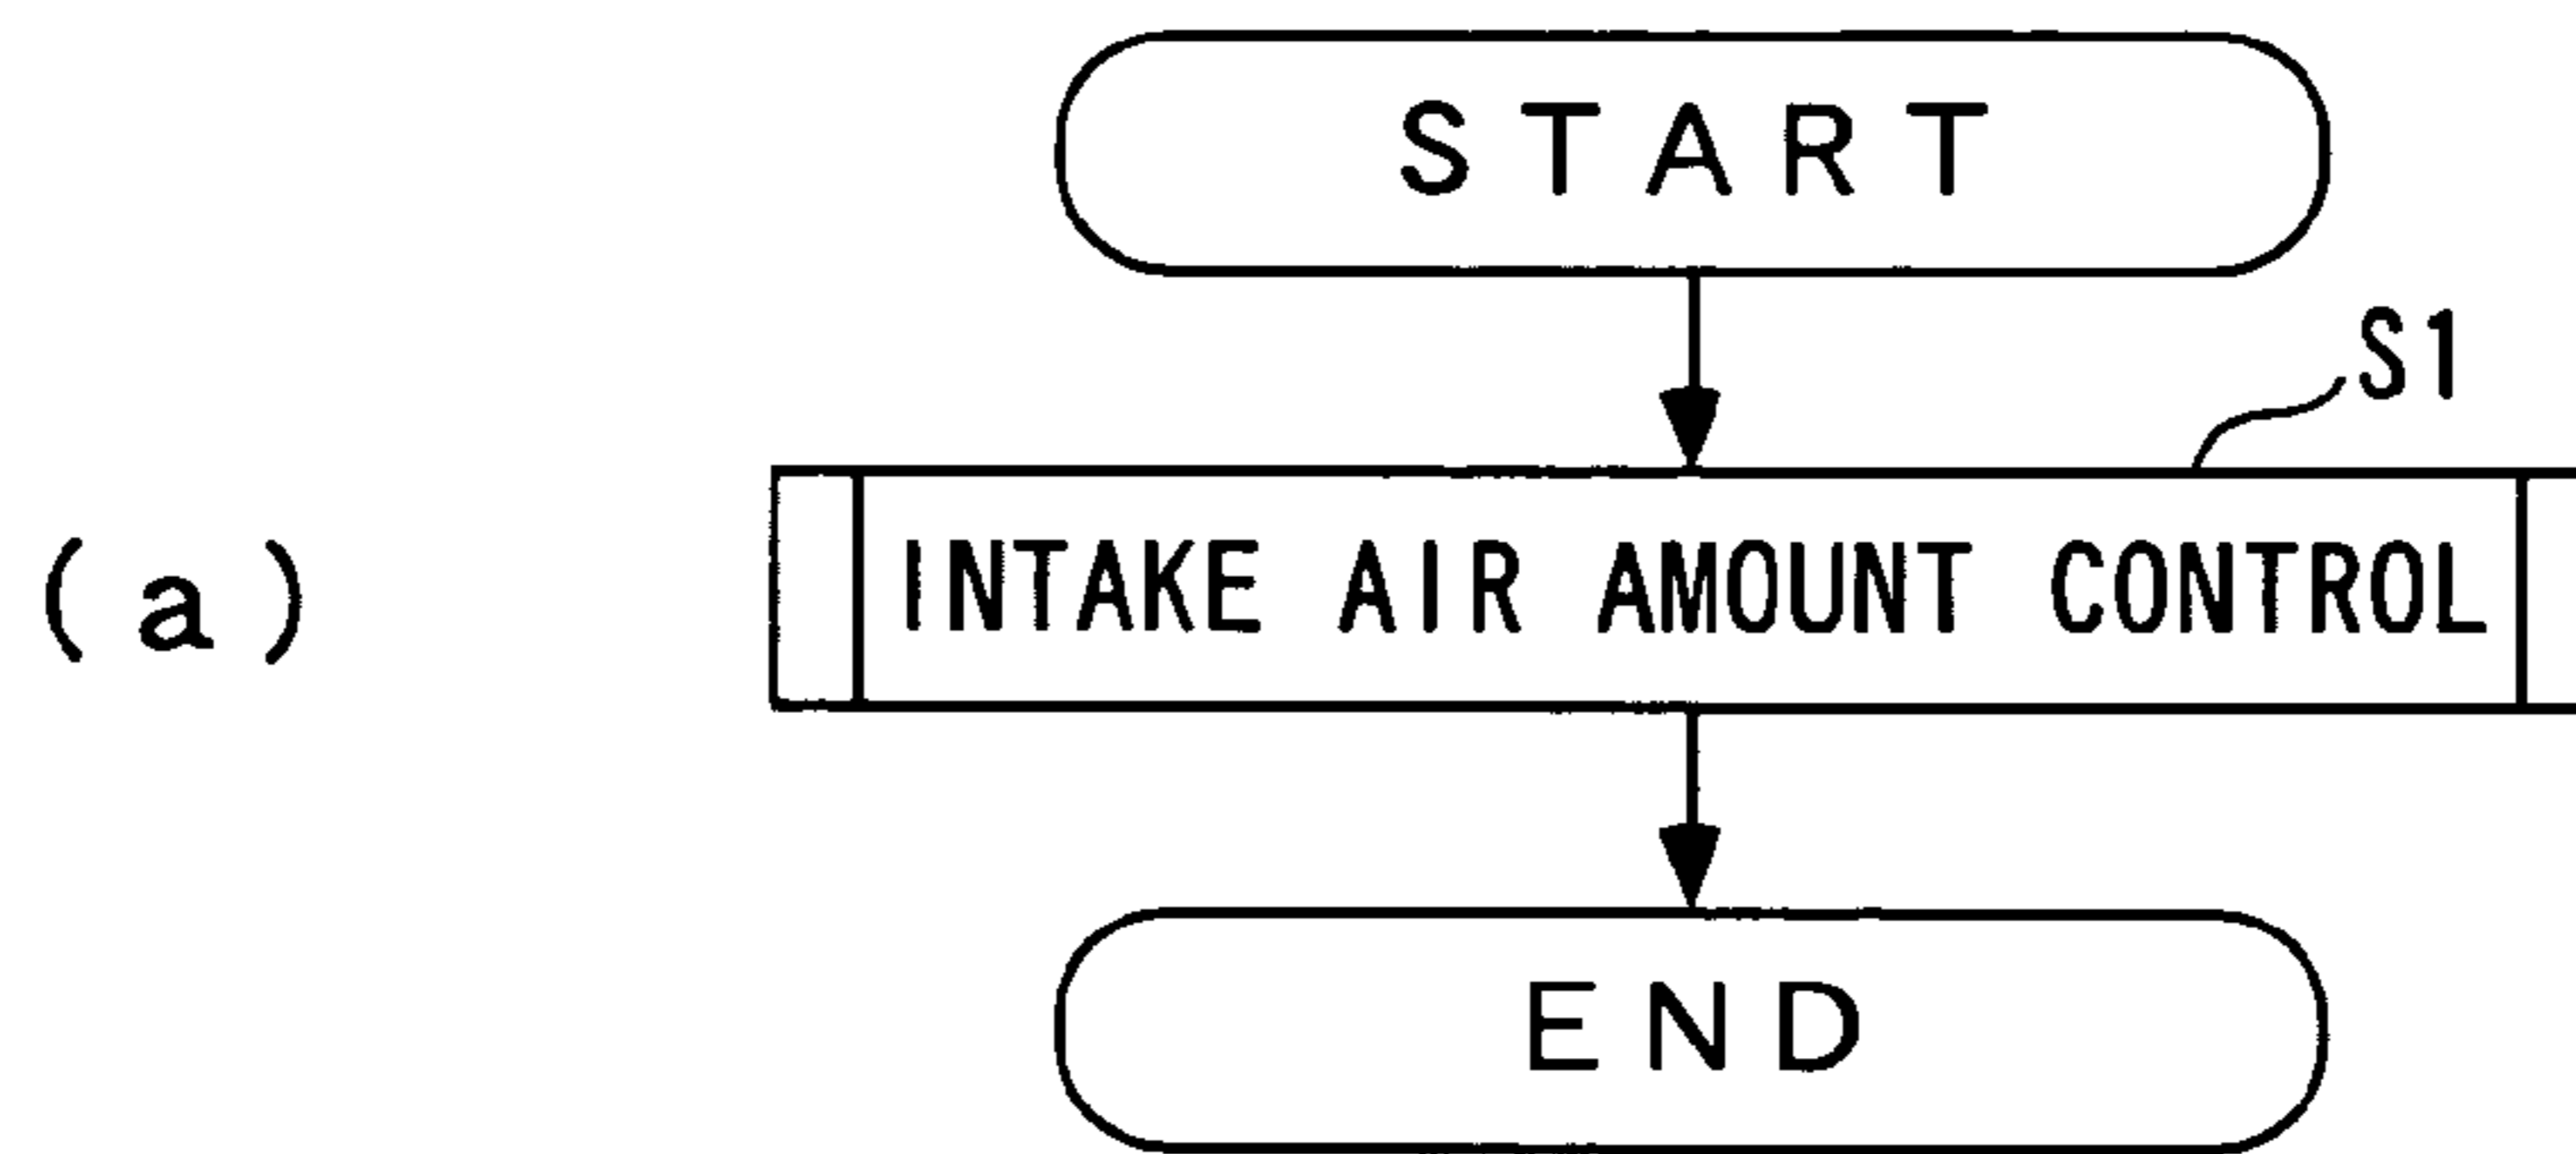 START
S1
(a)
INTAKE AIR AMOUNT CONTROL
END